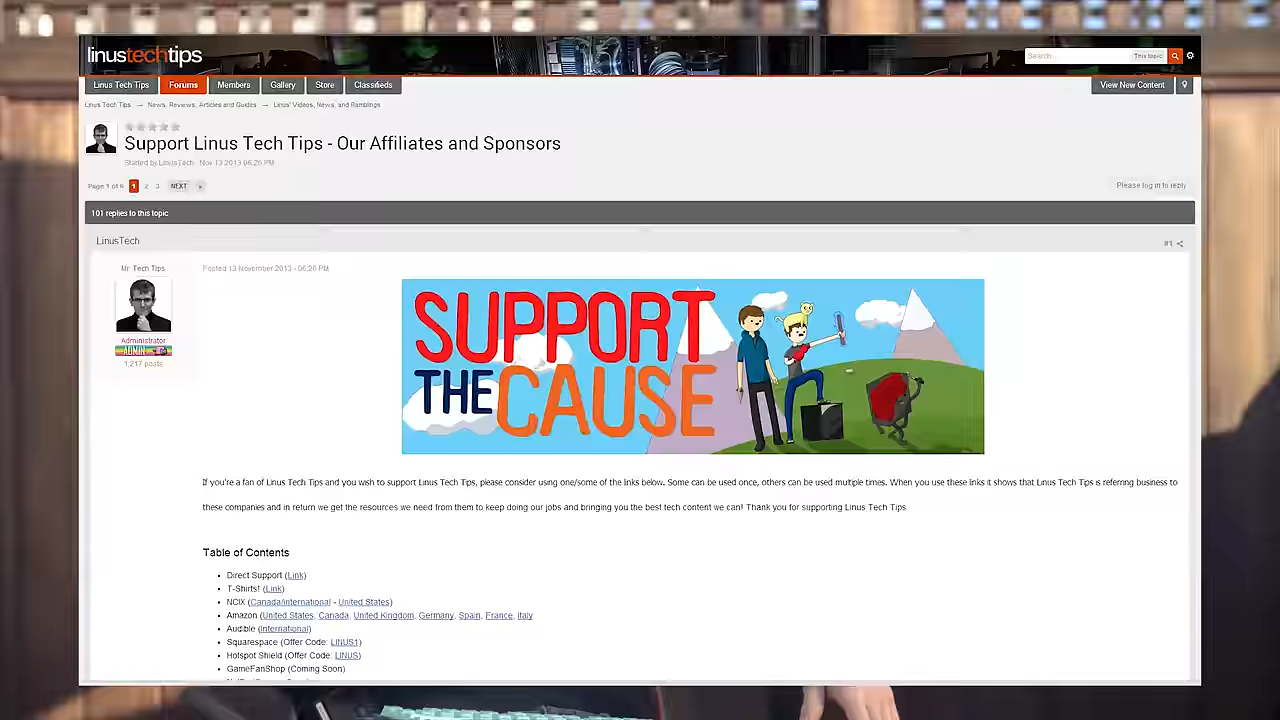 linustechtips
Search...
This topic
Linus Tech Tips
Forums
Members
Gallery
Store
Classifieds
View New Content
Linus Tech Tips → News, Reviews, Articles and Guides → Linus' Videos, News, and Ramblings
Support Linus Tech Tips - Our Affiliates and Sponsors
Started by LinusTech, Nov 13 2013 06:26 PM
Page 1 of 6 1 2 3 NEXT »
Please log in to reply
101 replies to this topic
LinusTech
#1
Mr. Tech Tips
Posted 13 November 2013 - 06:26 PM
Administrator
ADMIN
1,217 posts
SUPPORT
THE CAUSE
If you're a fan of Linus Tech Tips and you wish to support Linus Tech Tips, please consider using one/some of the links below. Some can be used once, others can be used multiple times. When you use these links it shows that Linus Tech Tips is referring business to
these companies and in return we get the resources we need from them to keep doing our jobs and bringing you the best tech content we can! Thank you for supporting Linus Tech Tips.
Table of Contents
• Direct Support (Link)
• T-Shirts! (Link)
• NCIX (Canada/International - United States)
• Amazon (United States, Canada, United Kingdom, Germany, Spain, France, Italy)
• Audible (International)
• Squarespace (Offer Code: LINUS1)
• Hotspot Shield (Offer Code: LINUS)
• GameFanShop (Coming Soon)